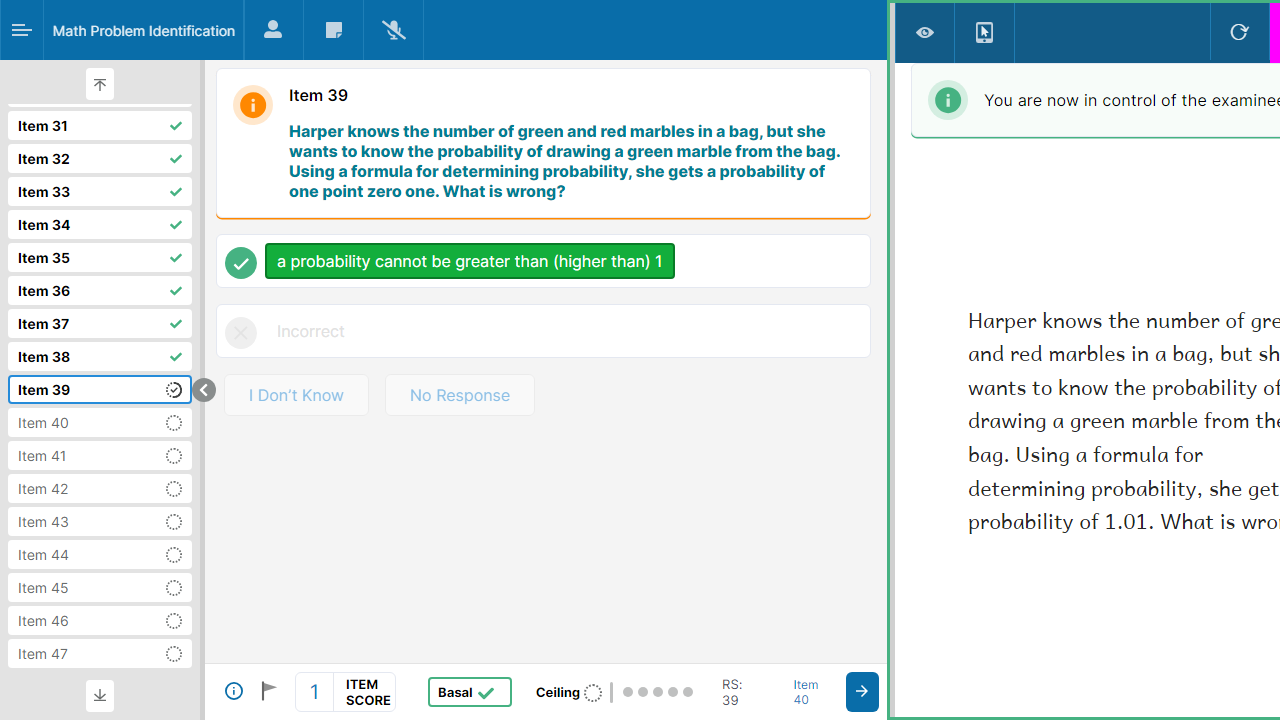 Math Problem Identification
Item 31
Item 32
Item 33
Item 34
Item 35
Item 36
Item 37
Item 38
Item 39
Item 40
Item 41
Item 42
Item 43
Item 44
Item 45
Item 46
Item 47
Item 39
Harper knows the number of green and red marbles in a bag, but she
wants to know the probability of drawing a green marble from the bag.
Using a formula for determining probability, she gets a probability of
one point zero one. What is wrong?
a probability cannot be greater than (higher than) 1
Incorrect
I Don't Know
No Response
1
ITEM
SCORE
Basal
Ceiling
RS:
39
Item
40
You are now in control of the examinee
Harper knows the number of gre
and red marbles in a bag, but sh
wants to know the probability of
drawing a green marble from the
bag. Using a formula for
determining probability, she get
probability of 1.01. What is wron